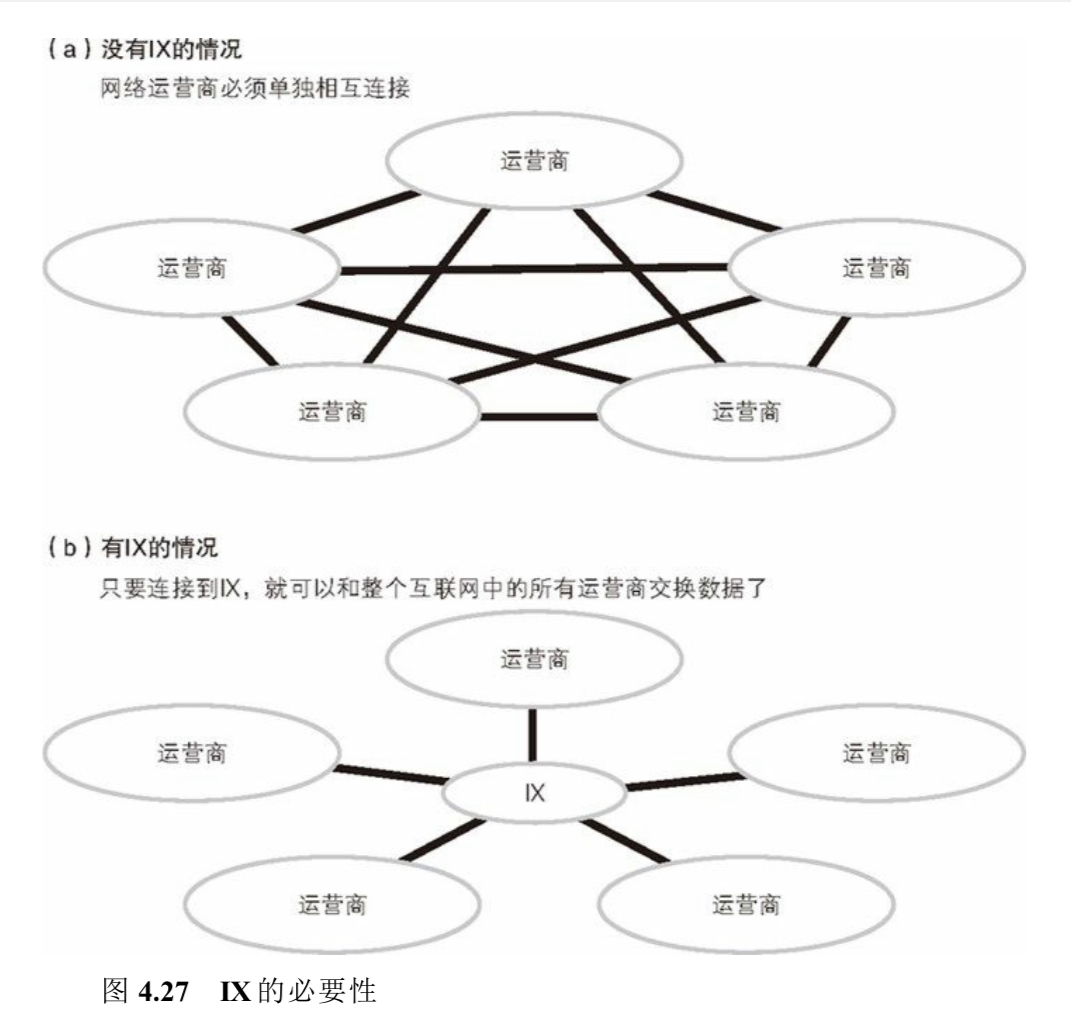 （a）没有IX的情况
网络运营商必须单独相互连接
运营商
运营商
运营商
运营商
运营商
（b）有IX的情况
只要连接到IX，就可以和整个互联网中的所有运营商交换数据了
运营商
运营商
运营商
IX
运营商
运营商
图 4.27 IX的必要性